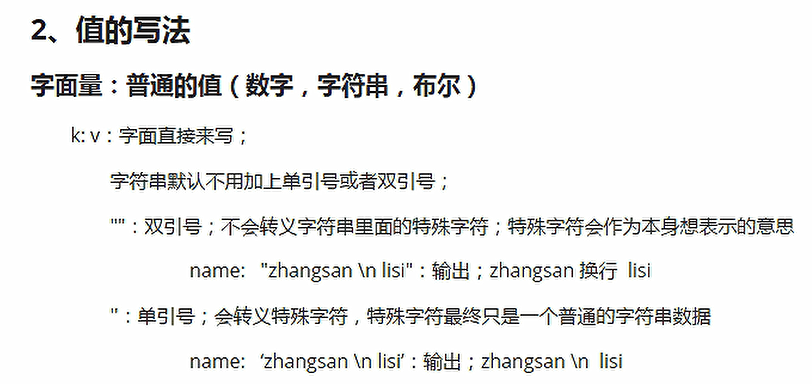 2、值的写法
字面量：普通的值（数字，字符串，布尔）
k: v：字面直接来写；
字符串默认不用加上单引号或者双引号；
""：双引号；不会转义字符串里面的特殊字符；特殊字符会作为本身想表示的意思
name: "zhangsan \n lisi"：输出；zhangsan 换行 lisi
''：单引号；会转义特殊字符，特殊字符最终只是一个普通的字符串数据
name: ‘zhangsan \n lisi’：输出；zhangsan \n lisi